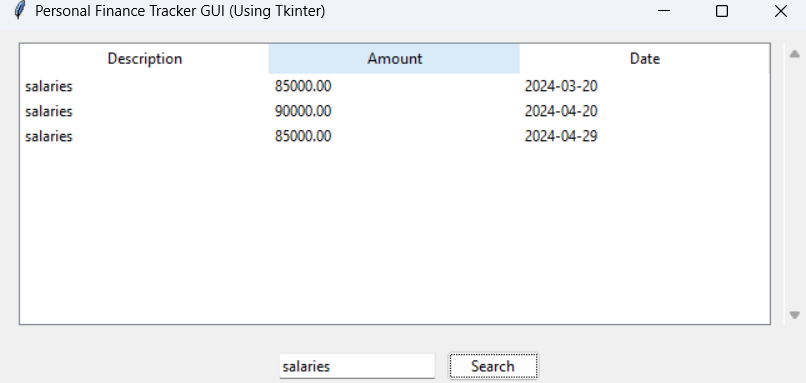 Personal Finance Tracker GUI (Using Tkinter)
Description Amount Date
salaries 85000.00 2024-03-20
salaries 90000.00 2024-04-20
salaries 85000.00 2024-04-29
salaries Search